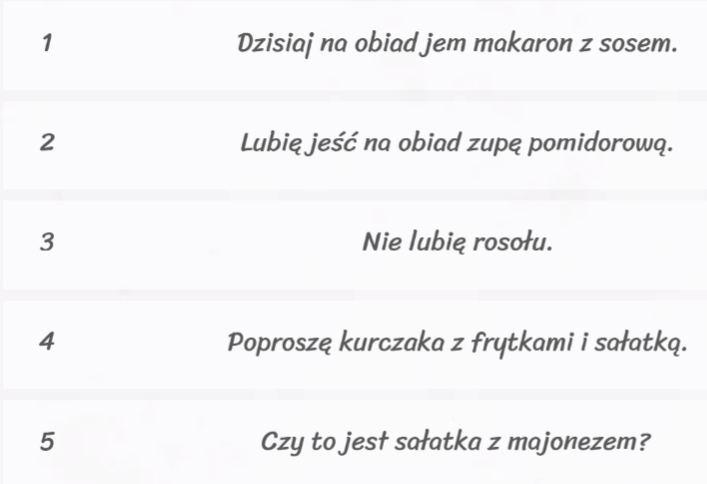 1 Dzisiaj na obiad jem makaron z sosem.
2 Lubię jeść na obiad zupę pomidorową.
3 Nie lubię rosołu.
4 Poproszę kurczaka z frytkami i sałatką.
5 Czy to jest sałatka z majonezem?